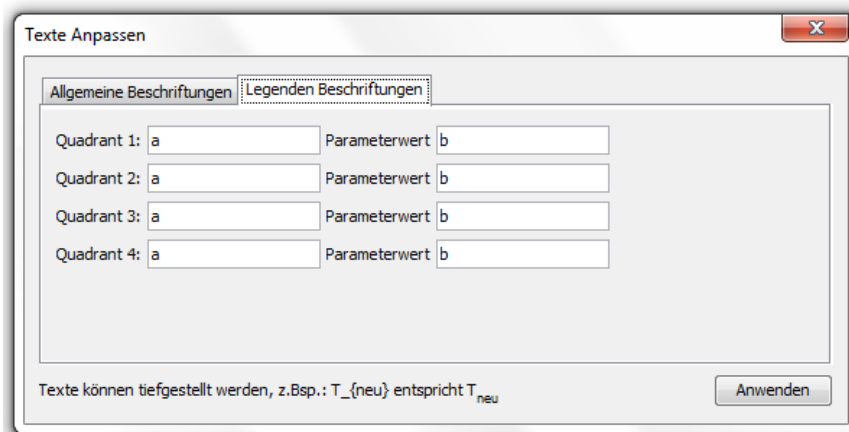 Texte Anpassen
Allgemeine Beschriftungen Legenden Beschriftungen
Quadrant 1: a Parameterwert b
Quadrant 2: a Parameterwert b
Quadrant 3: a Parameterwert b
Quadrant 4: a Parameterwert b
Texte können tiefgestellt werden, z.Bsp.: T_{neu} entspricht Tneu Anwenden